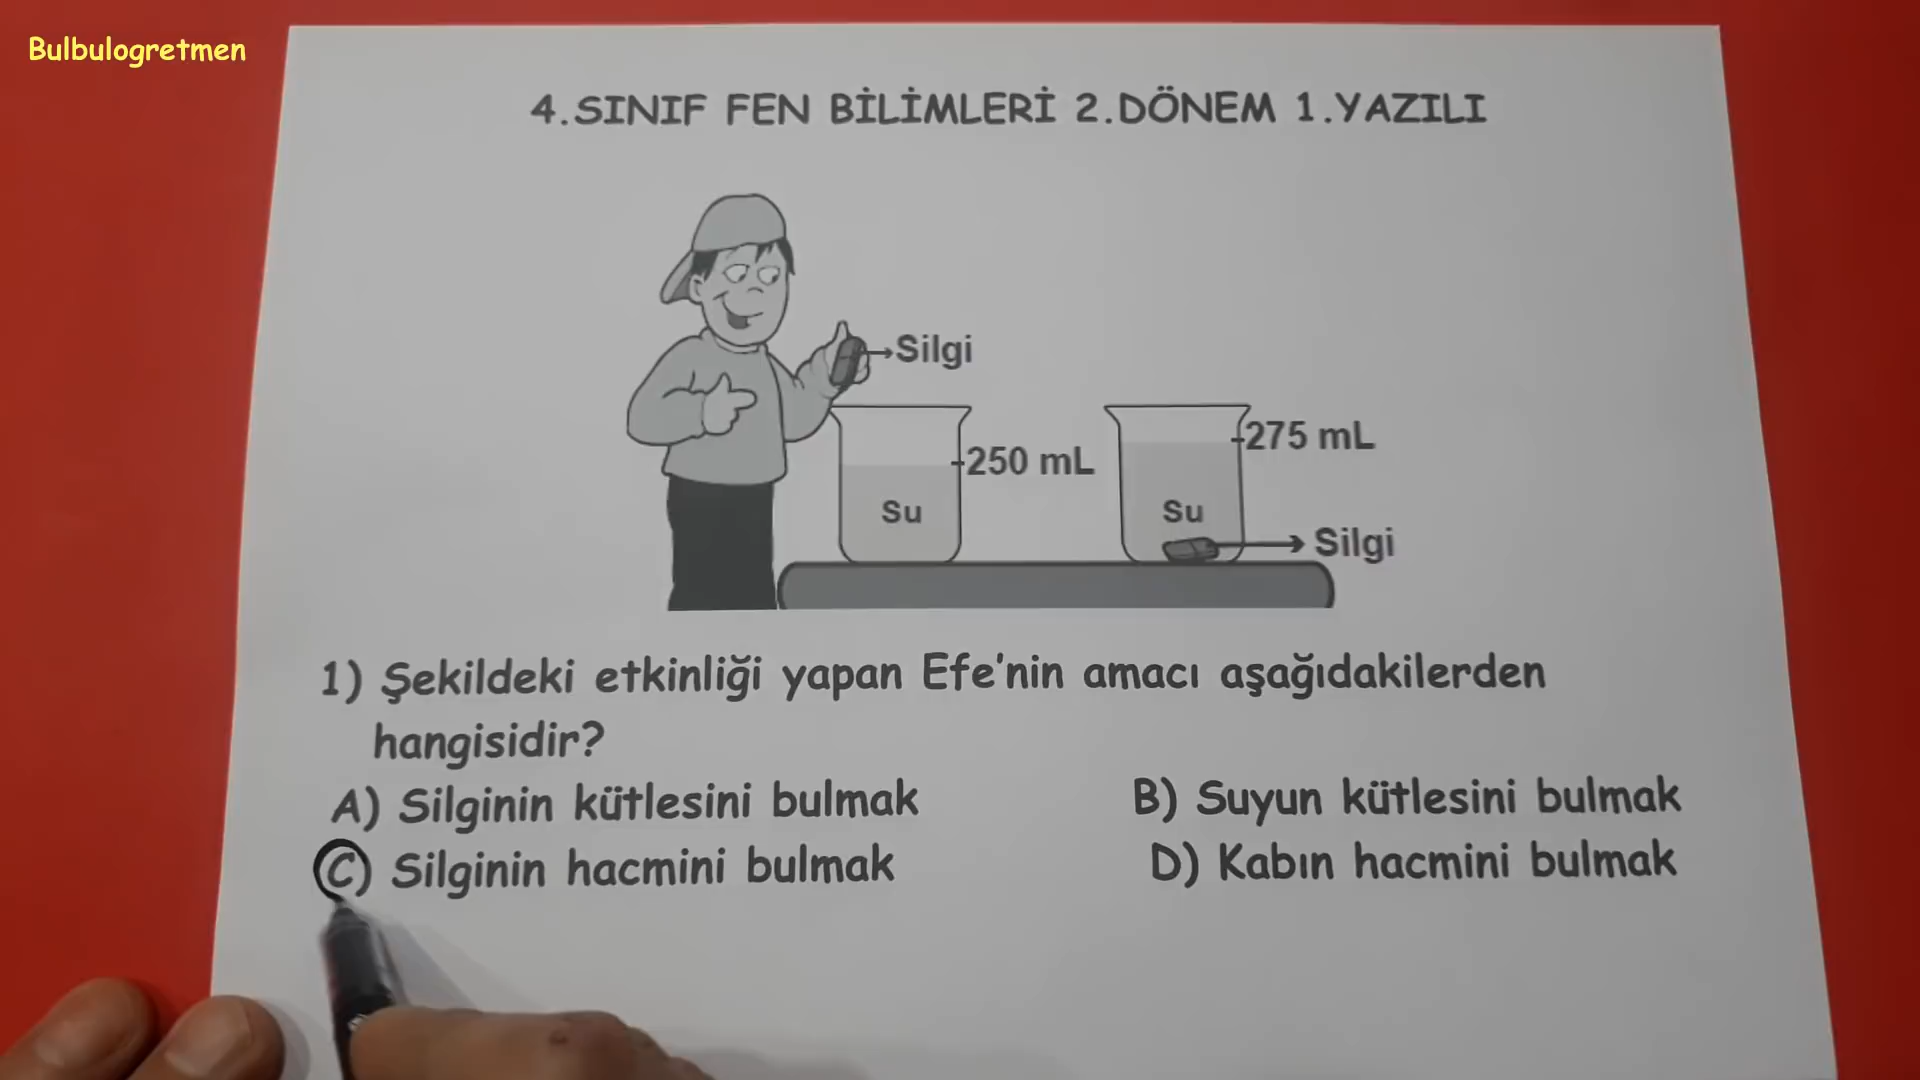 Bulbulogretmen
4.SINIF FEN BİLİMLERİ 2.DÖNEM 1.YAZILI
Silgi
250 mL
275 mL
Su
Su
Silgi
1) Şekildeki etkinliği yapan Efe'nin amacı aşağıdakilerden
hangisidir?
A) Silginin kütlesini bulmak
B) Suyun kütlesini bulmak
C) Silginin hacmini bulmak
D) Kabın hacmini bulmak